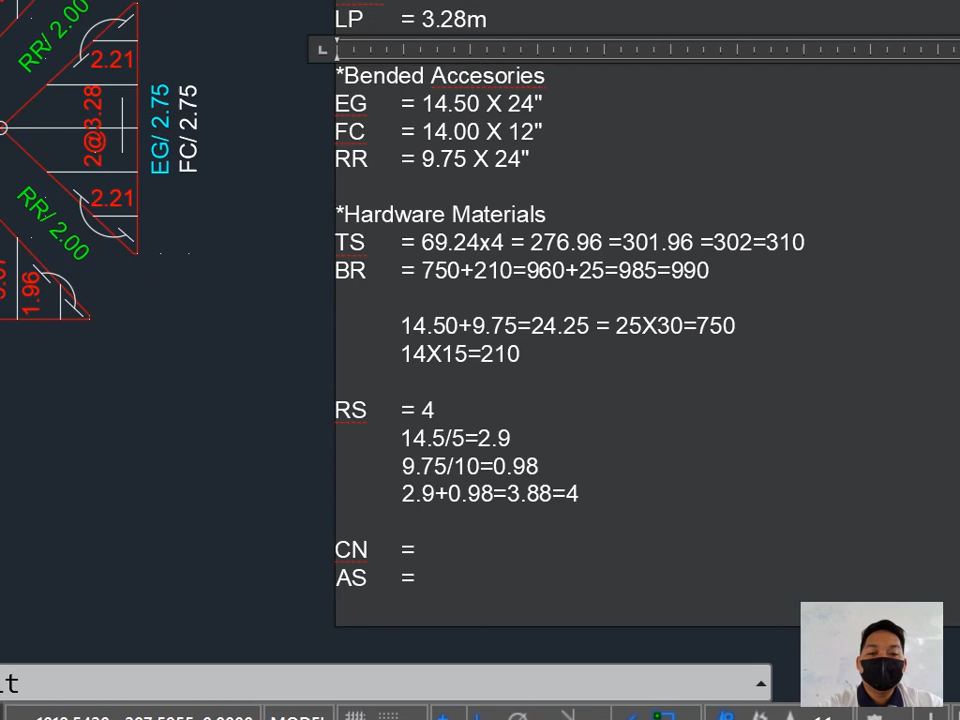 RR/ 2.00
2.21
2@3.28
EG/ 2.75
FC/ 2.75
2.21
RR/ 2.00
1.96
LP = 3.28m
*Bended Accesories
EG = 14.50 X 24"
FC = 14.00 X 12"
RR = 9.75 X 24"
*Hardware Materials
TS = 69.24x4 = 276.96 =301.96 =302=310
BR = 750+210=960+25=985=990
14.50+9.75=24.25 = 25X30=750
14X15=210
RS = 4
14.5/5=2.9
9.75/10=0.98
2.9+0.98=3.88=4
CN =
AS =